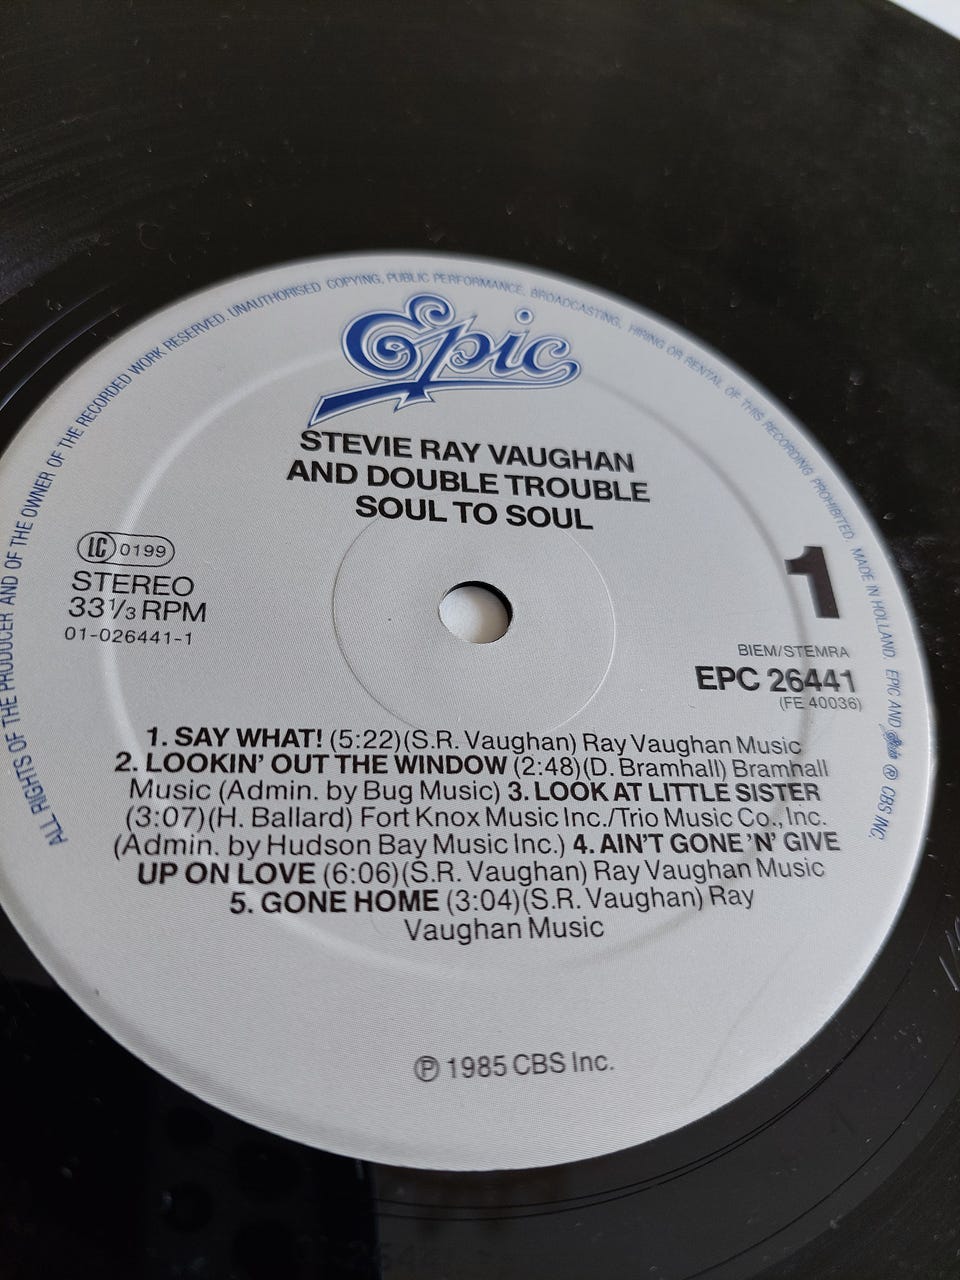 ALL RIGHTS OF THE PRODUCER AND OF THE OWNER OF THE RECORDED WORK RESERVED. UNAUTHORISED COPYING, PUBLIC PERFORMANCE, BROADCASTING, HIRING OR RENTAL OF THIS RECORDING PROHIBITED. MADE IN HOLLAND. EPIC AND Epic ® CBS INC.
Epic
STEVIE RAY VAUGHAN
AND DOUBLE TROUBLE
SOUL TO SOUL
LC 0199
STEREO
33 1/3 RPM
01-026441-1
1
BIEM/STEMRA
EPC 26441
(FE 40036)
1. SAY WHAT! (5:22)(S.R. Vaughan) Ray Vaughan Music
2. LOOKIN' OUT THE WINDOW (2:48)(D. Bramhall) Bramhall
Music (Admin. by Bug Music) 3. LOOK AT LITTLE SISTER
(3:07)(H. Ballard) Fort Knox Music Inc./Trio Music Co., Inc.
(Admin. by Hudson Bay Music Inc.) 4. AIN'T GONE 'N' GIVE
UP ON LOVE (6:06)(S.R. Vaughan) Ray Vaughan Music
5. GONE HOME (3:04)(S.R. Vaughan) Ray
Vaughan Music
℗ 1985 CBS Inc.